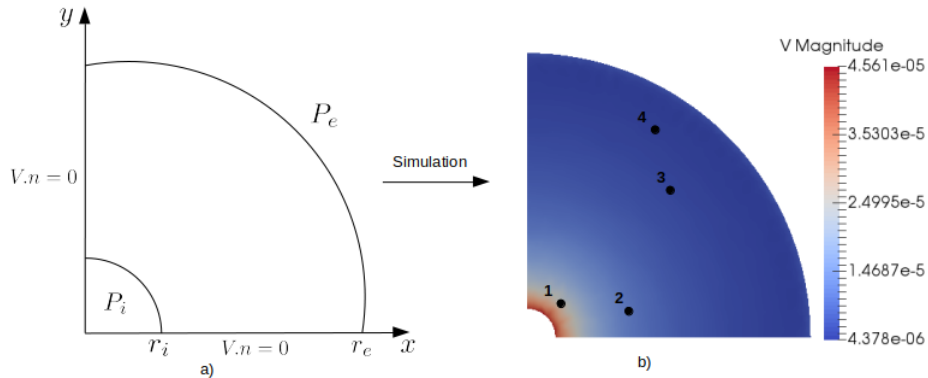 y
P_e
V.n = 0
P_i
r_i
V.n = 0
r_e
x
a)
Simulation
4
3
1
2
b)
V Magnitude
4.561e-05
3.5303e-5
2.4995e-5
1.4687e-5
4.378e-06